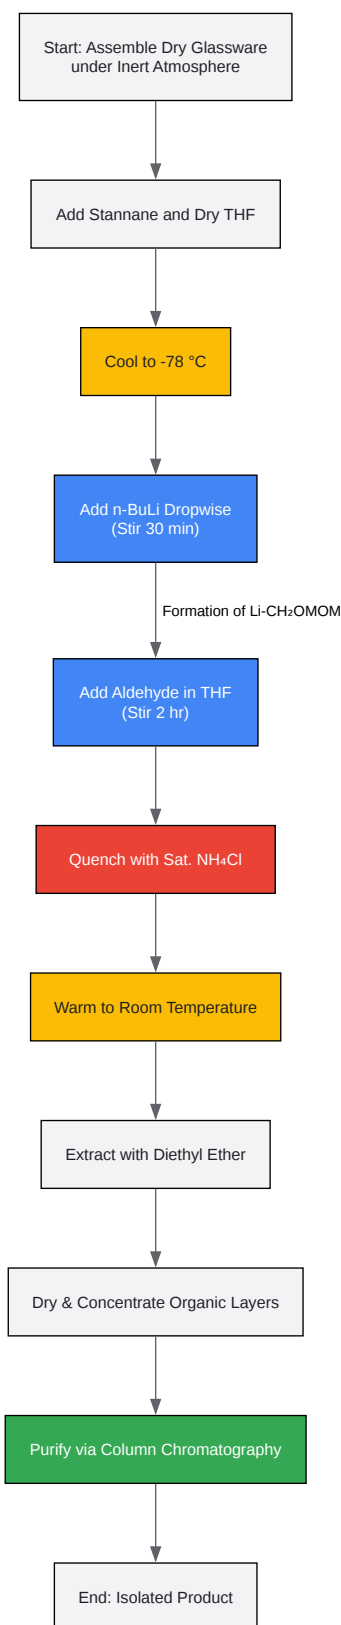 Start: Assemble Dry Glassware
under Inert Atmosphere
Add Stannane and Dry THF
Cool to -78 °C
Add n-BuLi Dropwise
(Stir 30 min)
Formation of Li-CH₂OMOM
Add Aldehyde in THF
(Stir 2 hr)
Quench with Sat. NH₄Cl
Warm to Room Temperature
Extract with Diethyl Ether
Dry & Concentrate Organic Layers
Purify via Column Chromatography
End: Isolated Product